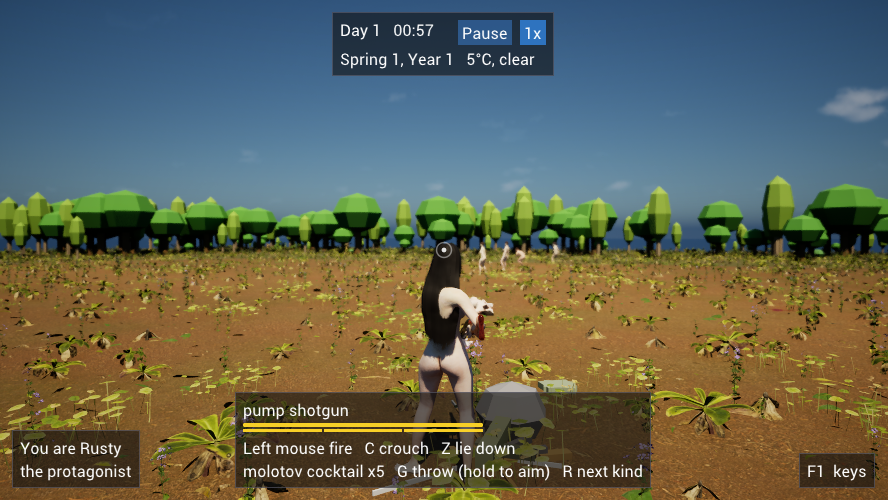 Day 1 00:57 Pause 1x
Spring 1, Year 1 5°C, clear
pump shotgun
Left mouse fire C crouch Z lie down
molotov cocktail x5 G throw (hold to aim) R next kind
You are Rusty
the protagonist
F1 keys